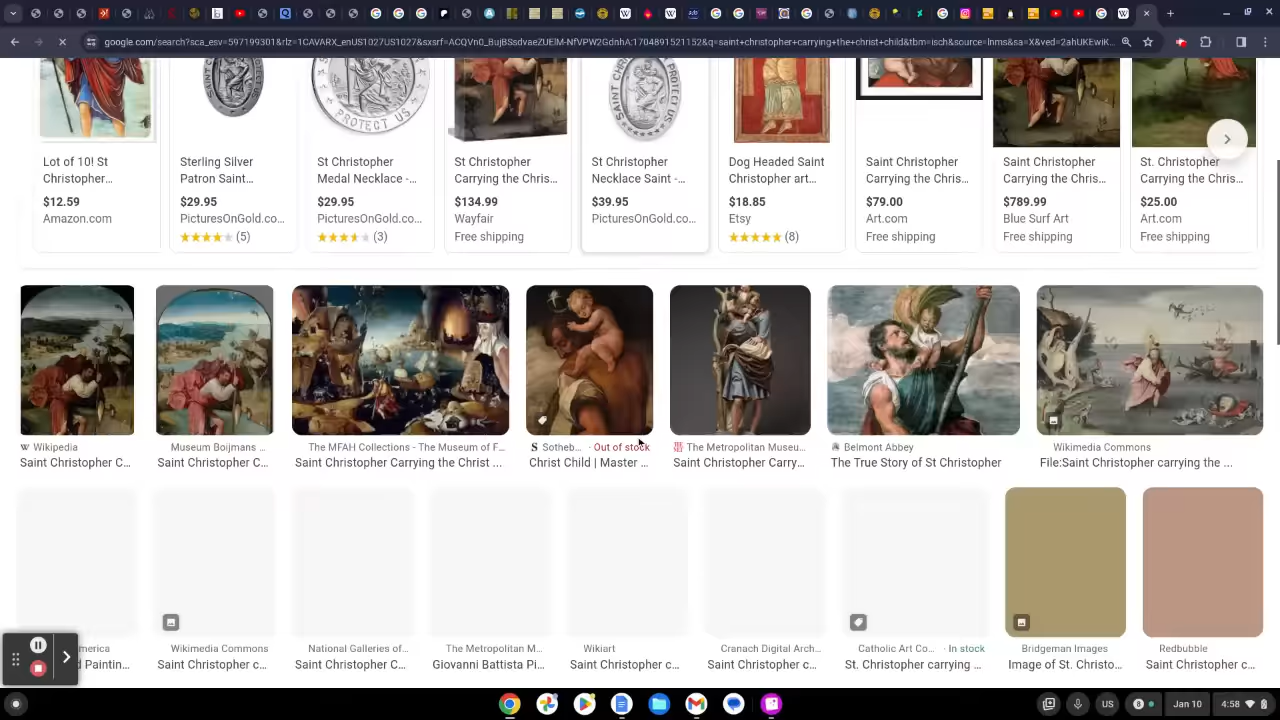 google.com/search?sca_esv=597199301&rlz=1CAVARX_enUS1027US1027&sxsrf=ACQVn0_BujBSsdvaeZUElM-NfVPW2GdnhA:1704891521152&q=saint+christopher+carrying+the+christ+child&tbm=isch&source=lnms&sa=X&ved=2ahUKEwiK...
PROTECT US
SAINT CHR PROTECT US
Lot of 10! St Christopher...
$12.59
Amazon.com
Sterling Silver Patron Saint...
$29.95
PicturesOnGold.co...
(5)
St Christopher Medal Necklace -...
$29.95
PicturesOnGold.co...
(3)
St Christopher Carrying the Chris...
$134.99
Wayfair
Free shipping
St Christopher Necklace Saint -...
$39.95
PicturesOnGold.co...
Dog Headed Saint Christopher art...
$18.85
Etsy
(8)
Saint Christopher Carrying the Chris...
$79.00
Art.com
Free shipping
Saint Christopher Carrying the Chris...
$789.99
Blue Surf Art
Free shipping
St. Christopher Carrying the Chris...
$25.00
Art.com
Free shipping
W Wikipedia
Saint Christopher C...
Museum Boijmans ...
Saint Christopher C...
The MFAH Collections - The Museum of F...
Saint Christopher Carrying the Christ ...
S Sotheb... · Out of stock
Christ Child | Master ...
The Metropolitan Museu...
Saint Christopher Carry...
Belmont Abbey
The True Story of St Christopher
Wikimedia Commons
File:Saint Christopher carrying the ...
merica
d Paintin...
Wikimedia Commons
Saint Christopher c...
National Galleries of...
Saint Christopher C...
The Metropolitan M...
Giovanni Battista Pi...
Wikiart
Saint Christopher c...
Cranach Digital Arch...
Saint Christopher c...
Catholic Art Co... · In stock
St. Christopher carrying ...
Bridgeman Images
Image of St. Christo...
Redbubble
Saint Christopher c...
US
8
Jan 10
4:58